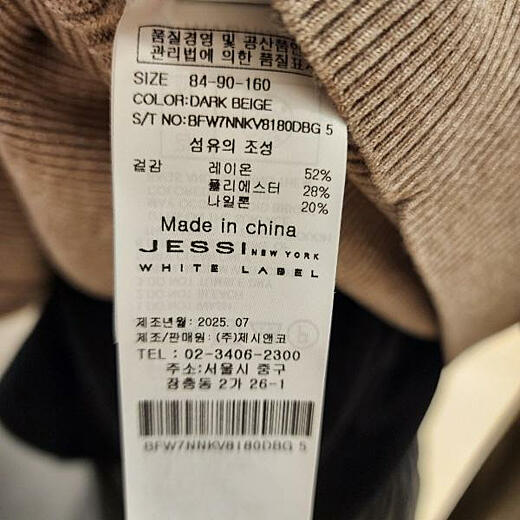 품질경영 및 공산품안
관리법에 의한 품질표
SIZE 84-90-160
COLOR:DARK BEIGE
S/T NO:BFW7NNKV8180DBG 5
섬유의 조성
겉감 레이온 52%
폴리에스터 28%
나일론 20%
Made in china
JESSI NEW YORK
WHITE LABEL
제조년월: 2025. 07
제조/판매원: (주)제시앤코
TEL : 02-3406-2300
주소:서울시 중구
장충동 2가 26-1
BFW7NNKV8180DBG 5